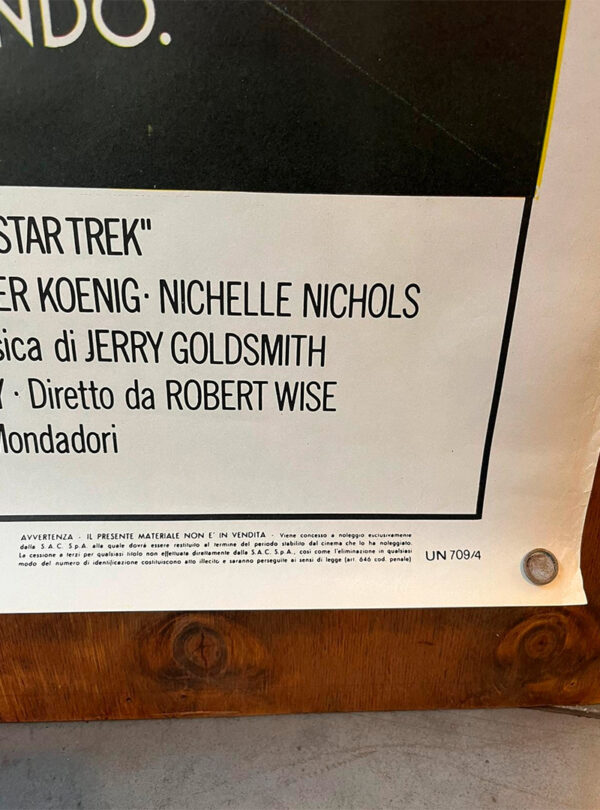 NDO.
STAR TREK"
ER KOENIG · NICHELLE NICHOLS
sica di JERRY GOLDSMITH
Y · Diretto da ROBERT WISE
Mondadori
AVVERTENZA - IL PRESENTE MATERIALE NON E' IN VENDITA - Viene concesso a noleggio esclusivamente
dalla S.A.C. S.p.A. alla quale dovrà essere restituito al termine del periodo stabilito dal cinema che lo ha noleggiato.
La cessione a terzi per qualsiasi titolo non effettuata direttamente dalla S.A.C. S.p.A., così come l'eliminazione in qualsiasi
modo del numero di identificazione costituiscono atto illecito e saranno perseguite ai sensi di legge (art. 646 cod. penale)
UN 709/4